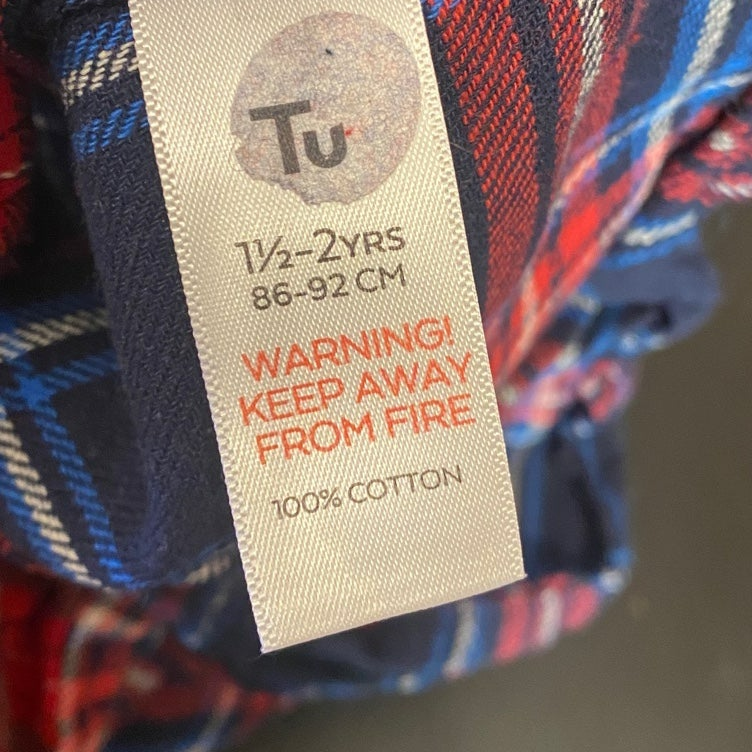 Tu
1½–2YRS
86-92 CM
WARNING!
KEEP AWAY
FROM FIRE
100% COTTON